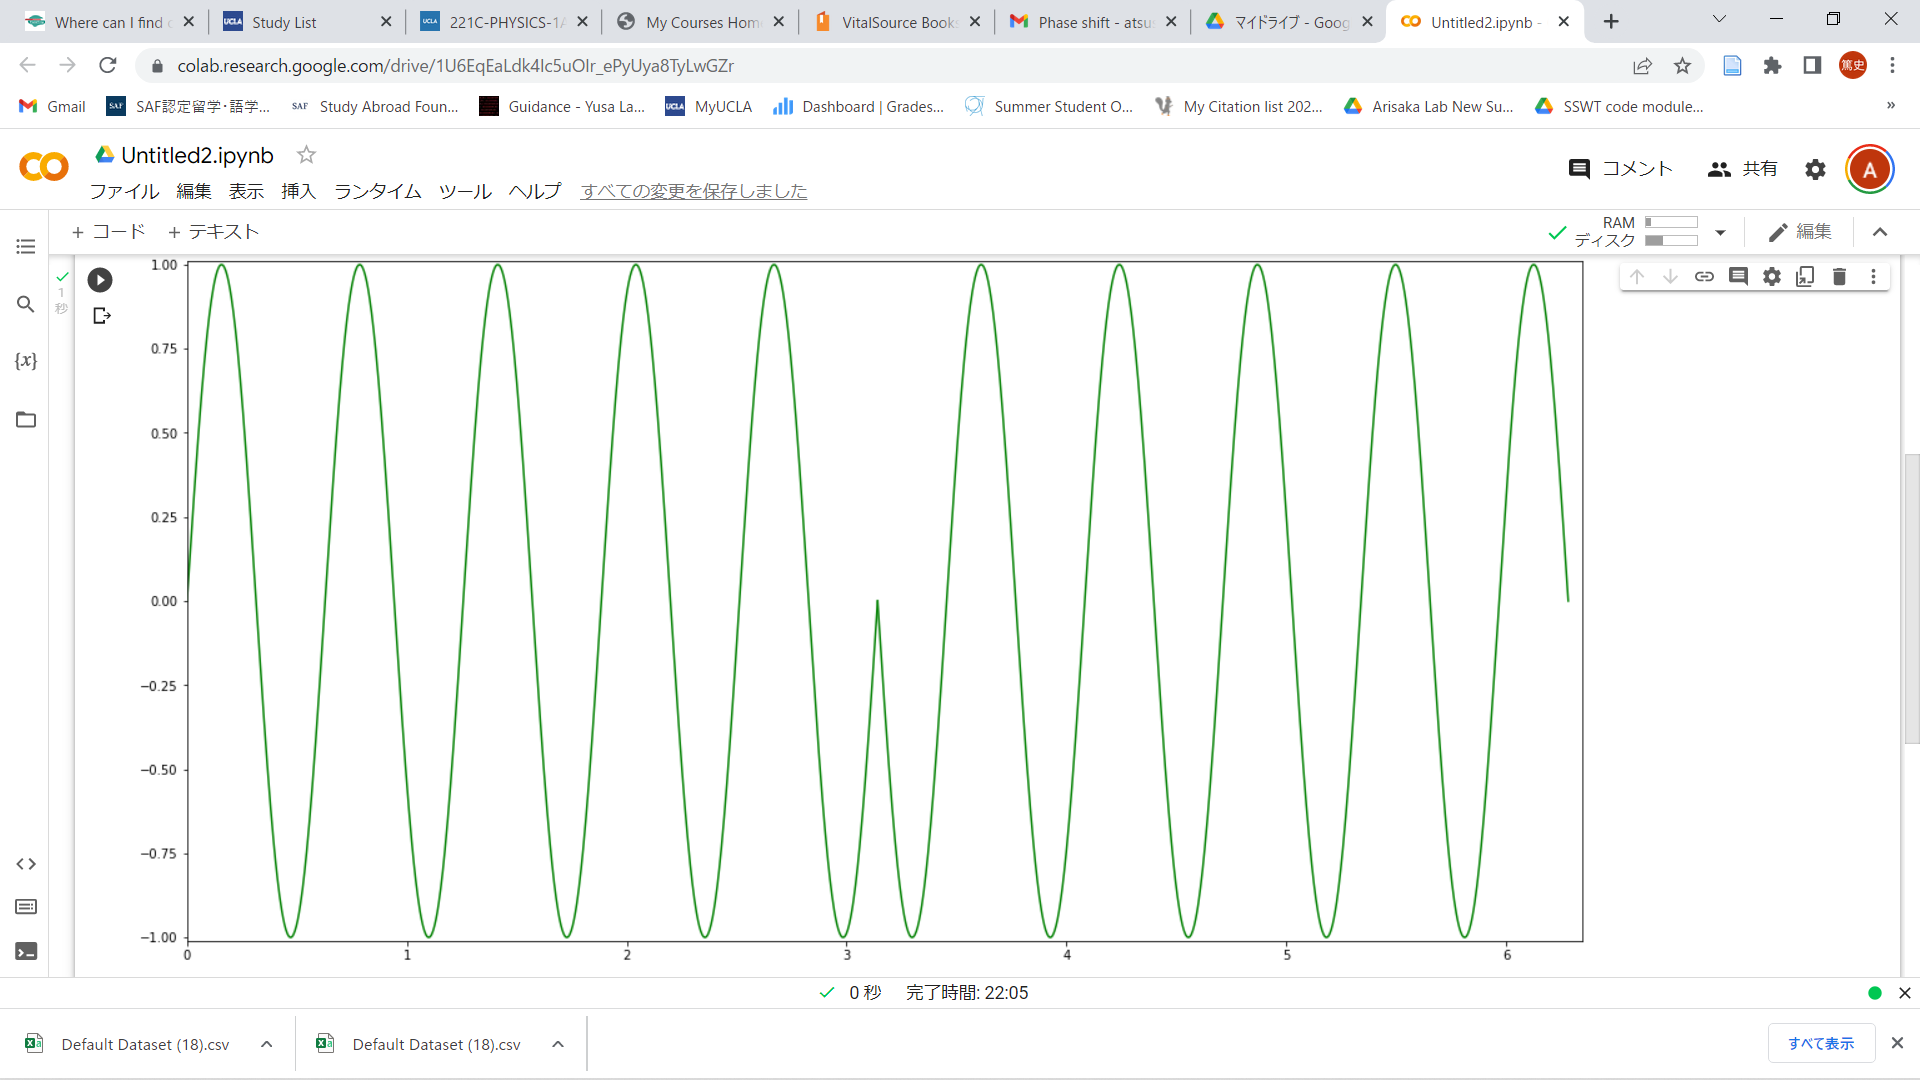 Where can I find
Study List
221C-PHYSICS-1A
My Courses Hom
VitalSource Books
Phase shift - atsu
マイドライブ - Goog
Untitled2.ipynb -
colab.research.google.com/drive/1U6EqEaLdk4Ic5uOIr_ePyUya8TyLwGZr
篤史
Gmail
SAF認定留学・語学...
Study Abroad Foun...
Guidance - Yusa La...
MyUCLA
Dashboard | Grades...
Summer Student O...
My Citation list 202...
Arisaka Lab New Su...
SSWT code module...
»
Untitled2.ipynb
コメント
共有
A
ファイル 編集 表示 挿入 ランタイム ツール ヘルプ すべての変更を保存しました
+ コード + テキスト
RAM
ディスク
編集
1
秒
{x}
1.00
0.75
0.50
0.25
0.00
−0.25
−0.50
−0.75
−1.00
0 1 2 3 4 5 6
0 秒 完了時間: 22:05
Default Dataset (18).csv
Default Dataset (18).csv
すべて表示